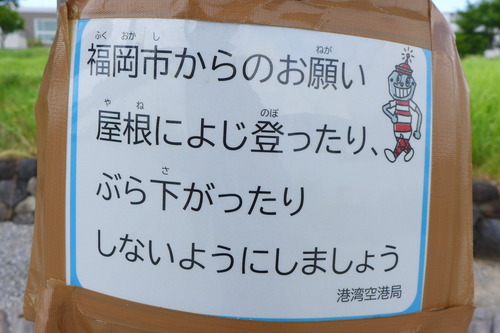 福岡市からのお願い
屋根によじ登ったり、
ぶら下がったり
しないようにしましょう
港湾空港局